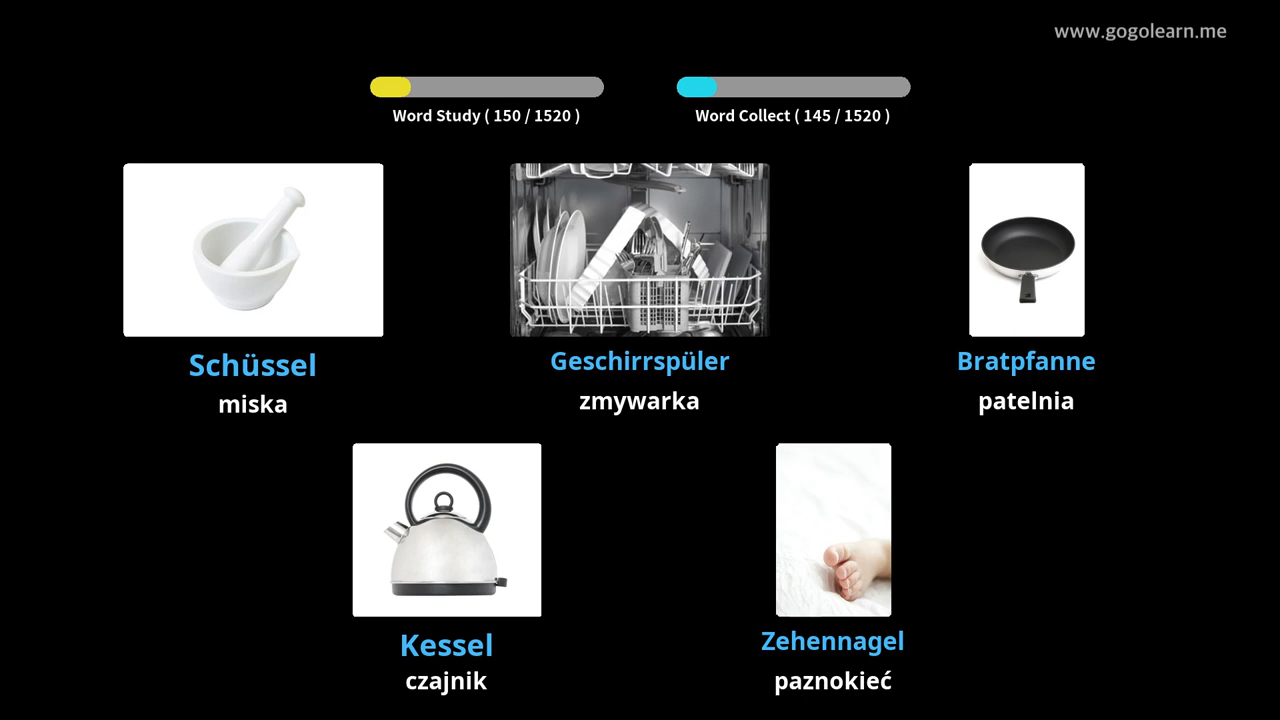 www.gogolearn.me
Word Study ( 150 / 1520 )
Word Collect ( 145 / 1520 )
Schüssel
miska
Geschirrspüler
zmywarka
Bratpfanne
patelnia
Kessel
czajnik
Zehennagel
paznokieć